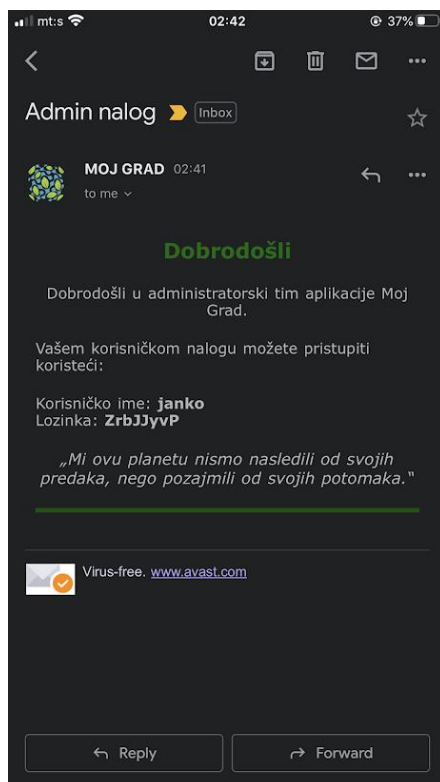 mt:s 02:42 37%
Admin nalog Inbox
MOJ GRAD 02:41
to me
Dobrodošli
Dobrodošli u administratorski tim aplikacije Moj
Grad.
Vašem korisničkom nalogu možete pristupiti
koristeći:
Korisničko ime: janko
Lozinka: ZrbJJyvP
„Mi ovu planetu nismo nasledili od svojih
predaka, nego pozajmili od svojih potomaka.“
Virus-free. www.avast.com
Reply Forward